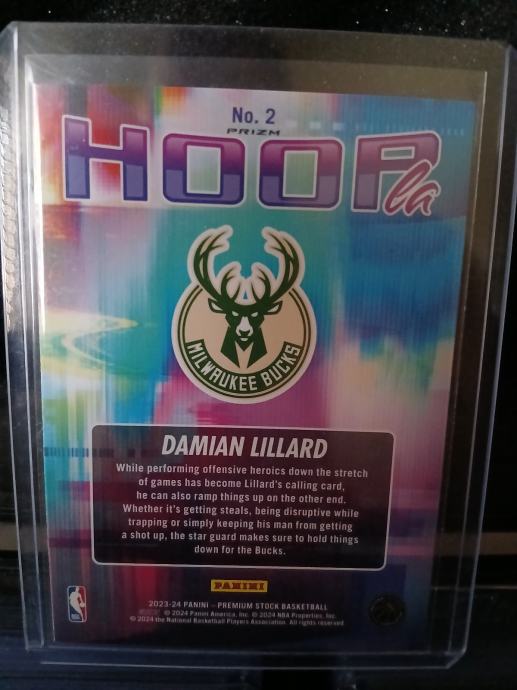 No. 2
PRIZM
HOOP la
MILWAUKEE BUCKS
DAMIAN LILLARD
While performing offensive heroics down the stretch
of games has become Lillard's calling card,
he can also ramp things up on the other end.
Whether it's getting steals, being disruptive while
trapping or simply keeping his man from getting
a shot up, the star guard makes sure to hold things
down for the Bucks.
PANINI
2023-24 PANINI – PREMIUM STOCK BASKETBALL
© 2024 Panini America, Inc. © 2024 NBA Properties, Inc.
© 2024 the National Basketball Players Association. All rights reserved.